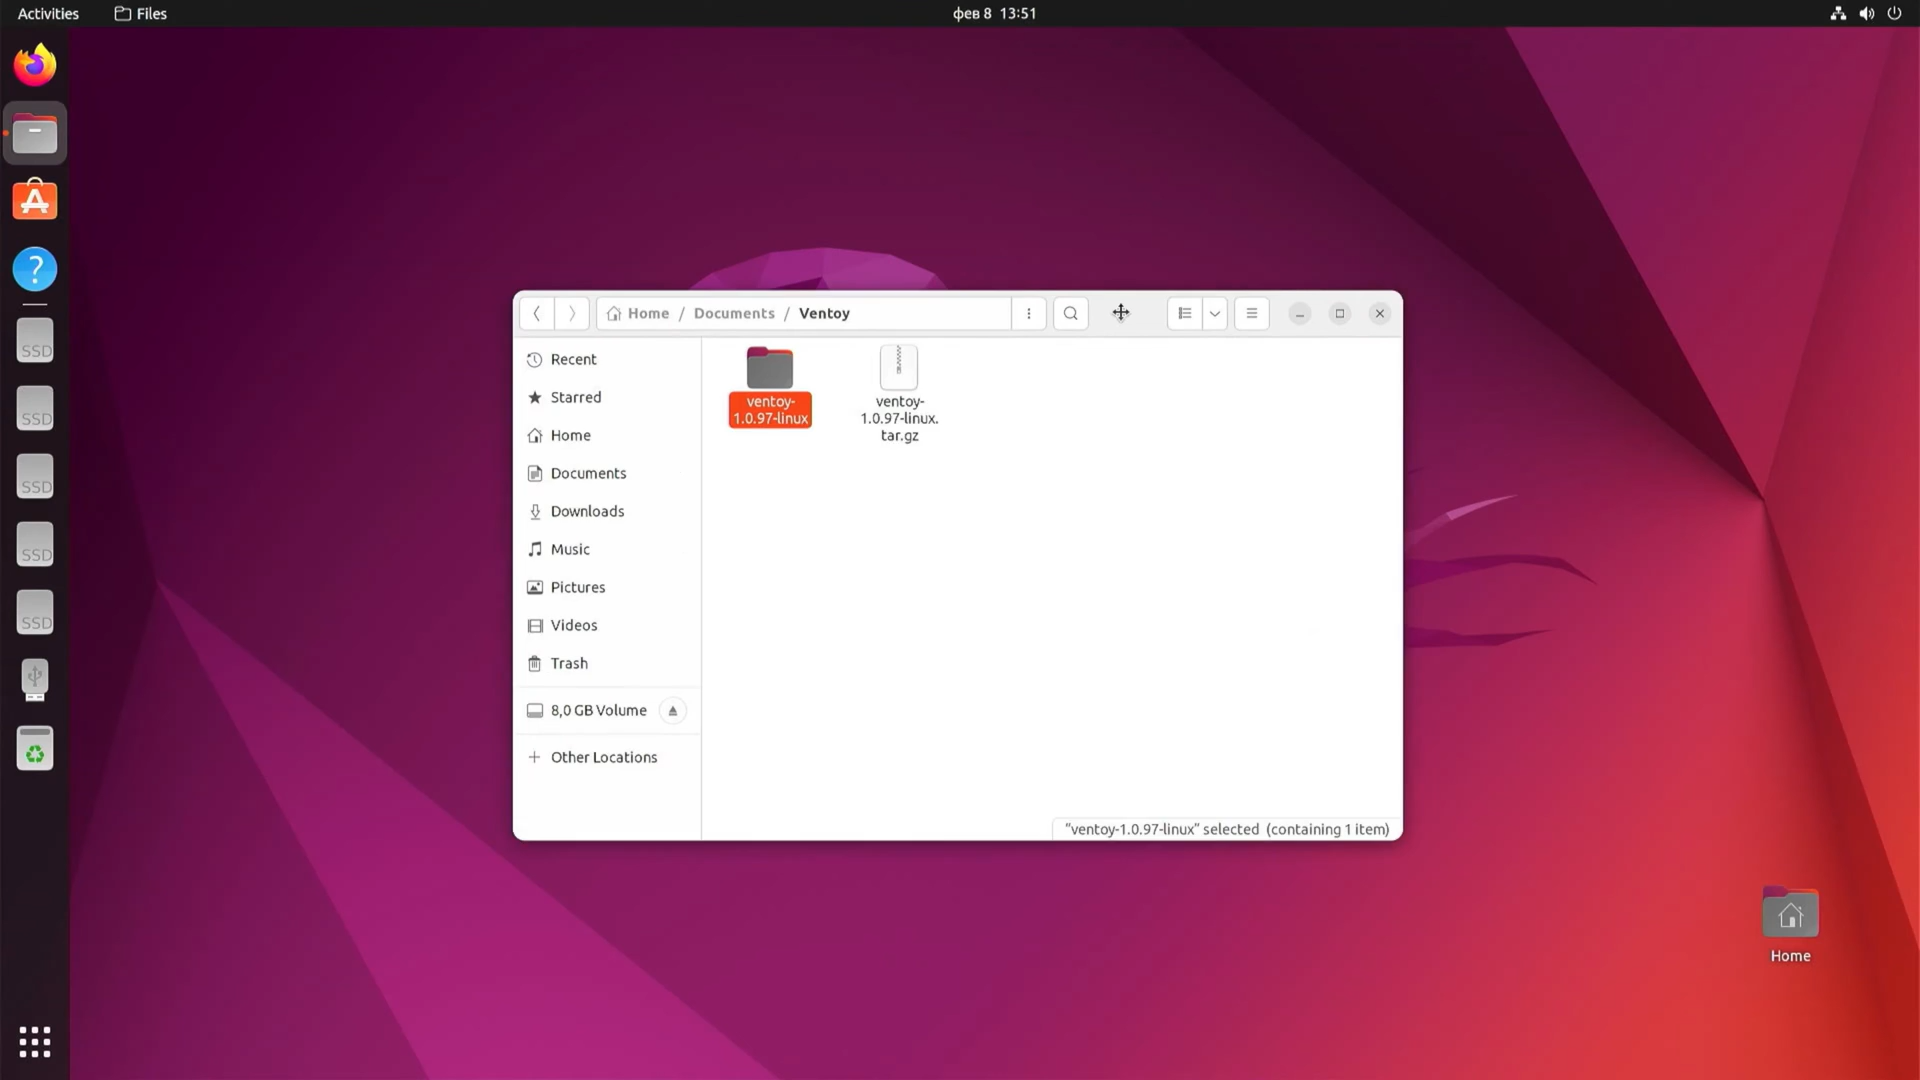 Activities Files фев 8 13:51
Home / Documents / Ventoy
Recent
Starred
Home
Documents
Downloads
Music
Pictures
Videos
Trash
8,0 GB Volume
Other Locations
ventoy-
1.0.97-linux
ventoy-
1.0.97-linux.
tar.gz
"ventoy-1.0.97-linux" selected (containing 1 item)
SSD
SSD
SSD
SSD
SSD
Home